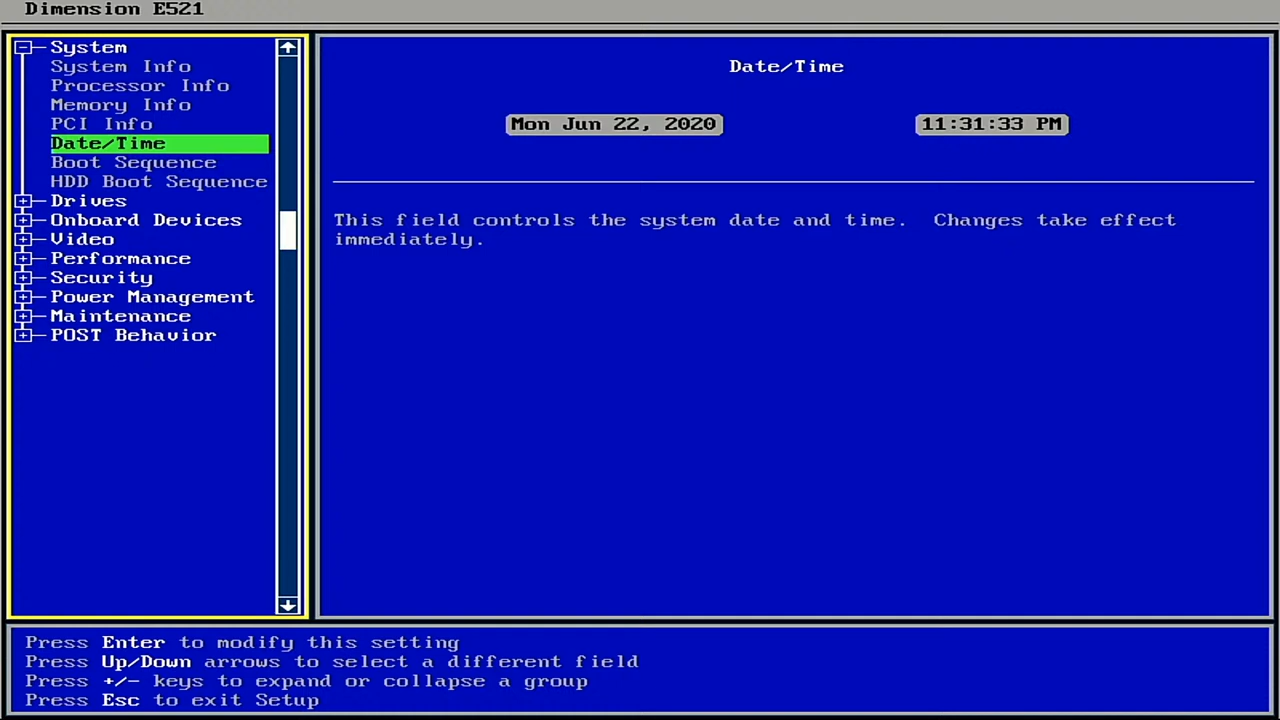 Dimension E521
System
System Info
Processor Info
Memory Info
PCI Info
Date/Time
Boot Sequence
HDD Boot Sequence
Drives
Onboard Devices
Video
Performance
Security
Power Management
Maintenance
POST Behavior
Date/Time
Mon Jun 22, 2020 11:31:33 PM
This field controls the system date and time. Changes take effect
immediately.
Press Enter to modify this setting
Press Up/Down arrows to select a different field
Press +/- keys to expand or collapse a group
Press Esc to exit Setup